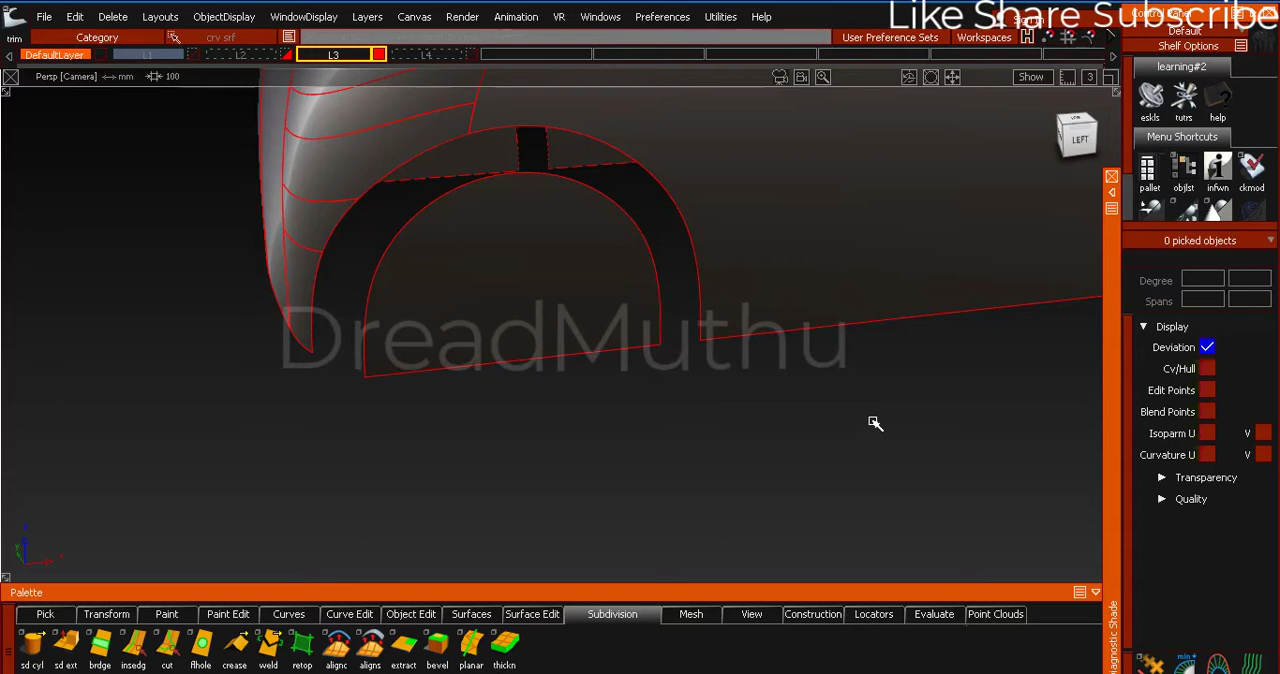 File Edit Delete Layouts ObjectDisplay WindowDisplay Layers Canvas Render Animation VR Windows Preferences Utilities Help
Like Share Subscribe
Control Panel
trim Category crv srf User Preference Sets Workspaces Default
Shelf Options
DefaultLayer L1 L2 L3 L4
Persp [Camera] mm 100 Show 3
learning#2
eskls tutrs help
LEFT
Menu Shortcuts
pallet objlst infwn ckmod
0 picked objects
Degree
Spans
Display
DreadMuthu
Deviation
Cv/Hull
Edit Points
Blend Points
Isoparm U V
Curvature U V
Transparency
Quality
Palette
Pick Transform Paint Paint Edit Curves Curve Edit Object Edit Surfaces Surface Edit Subdivision Mesh View Construction Locators Evaluate Point Clouds
Diagnostic Shade
sd cyl sd ext brdge insedg cut flhole crease weld retop alignc aligns extract bevel planar thickn
min+